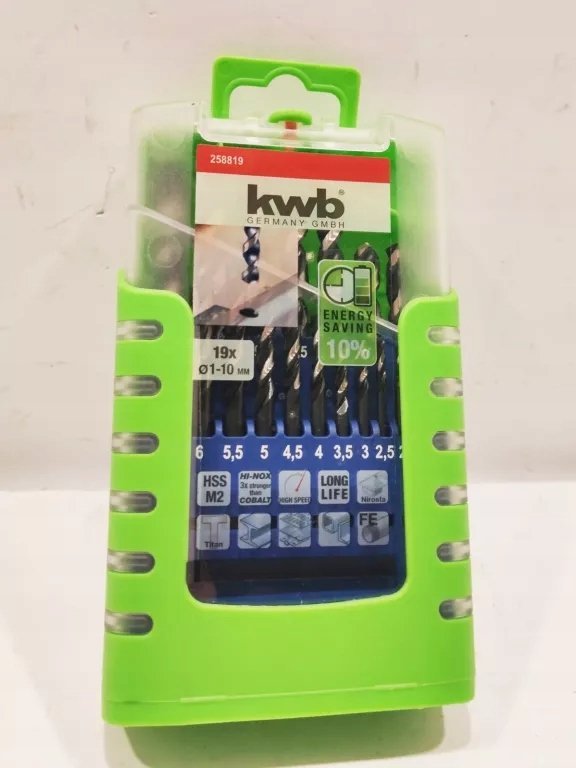 258819
kwb®
GERMANY GMBH
ENERGY
SAVING
10%
19x
Ø1-10 MM
,5
6 5,5 5 4,5 4 3,5 3 2,5 2
HSS
M2
HI-NOX
3x stronger
than
COBALT
HIGH SPEED
LONG
LIFE
Nirosta
Titan
FE